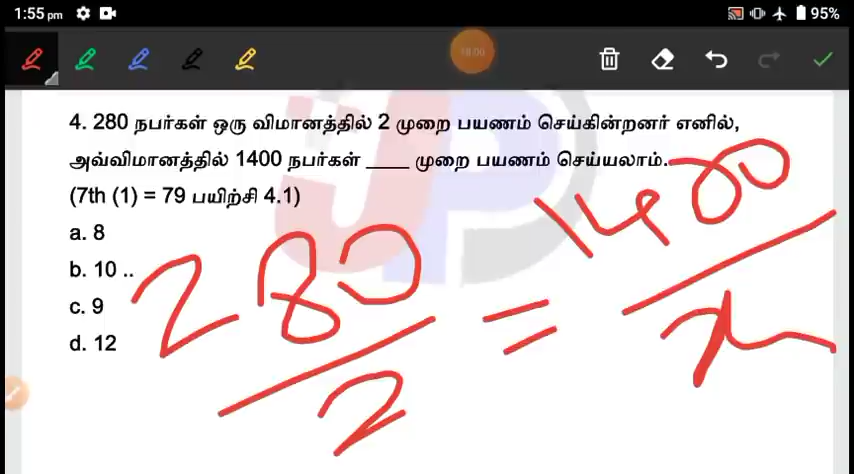 1:55 pm 95%
18:00
4. 280 நபர்கள் ஒரு விமானத்தில் 2 முறை பயணம் செய்கின்றனர் எனில்,
அவ்விமானத்தில் 1400 நபர்கள் ____ முறை பயணம் செய்யலாம்.
(7th (1) = 79 பயிற்சி 4.1)
a. 8
b. 10 ..
c. 9
d. 12
280/2 = 1400/x
JP